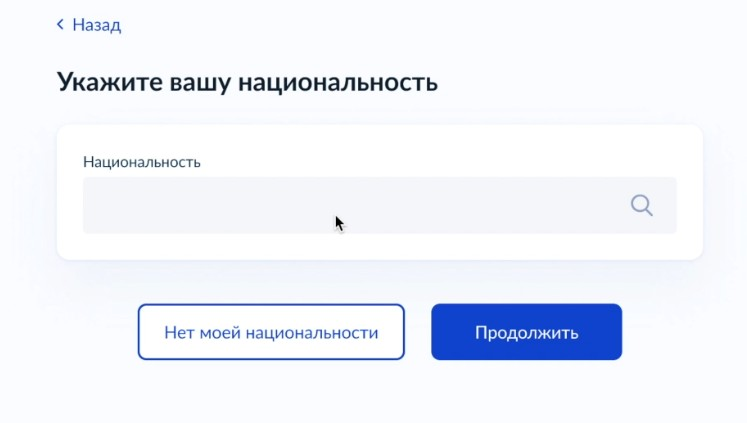 Назад
Укажите вашу национальность
Национальность
Нет моей национальности
Продолжить